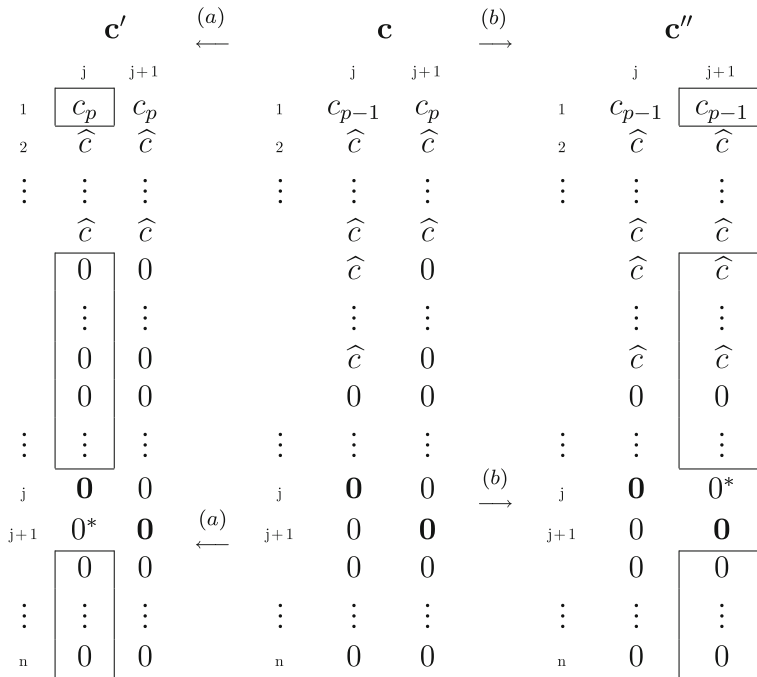 c′ (a) ← c (b) → c″
j j+1 j j+1 j j+1
1 c_p c_p 1 c_{p−1} c_p 1 c_{p−1} c_{p−1}
2 ĉ ĉ 2 ĉ ĉ 2 ĉ ĉ
⋮ ⋮ ⋮ ⋮ ⋮ ⋮ ⋮ ⋮ ⋮
ĉ ĉ ĉ ĉ ĉ ĉ
0 0 ĉ 0 ĉ ĉ
⋮ ⋮ ⋮ ⋮ ⋮ ⋮
0 0 ĉ 0 ĉ ĉ
0 0 0 0 0 0
⋮ ⋮ ⋮ ⋮ ⋮ ⋮ ⋮ ⋮ ⋮
j 0 0 j 0 0 (b) → j 0 0*
j+1 0* 0 (a) ← j+1 0 0 j+1 0 0
0 0 0 0 0 0
⋮ ⋮ ⋮ ⋮ ⋮ ⋮ ⋮ ⋮ ⋮
n 0 0 n 0 0 n 0 0